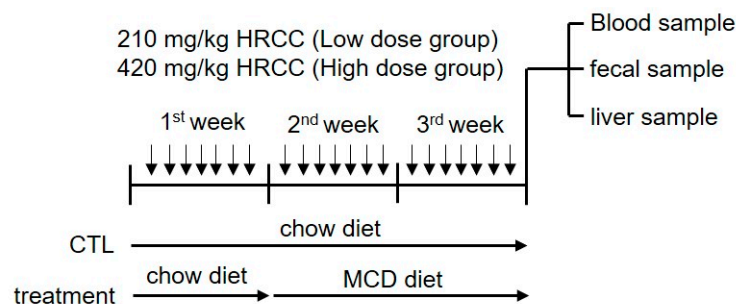 210 mg/kg HRCC (Low dose group)
420 mg/kg HRCC (High dose group)
Blood sample
fecal sample
liver sample
1st week
2nd week
3rd week
chow diet
CTL
chow diet
MCD diet
treatment